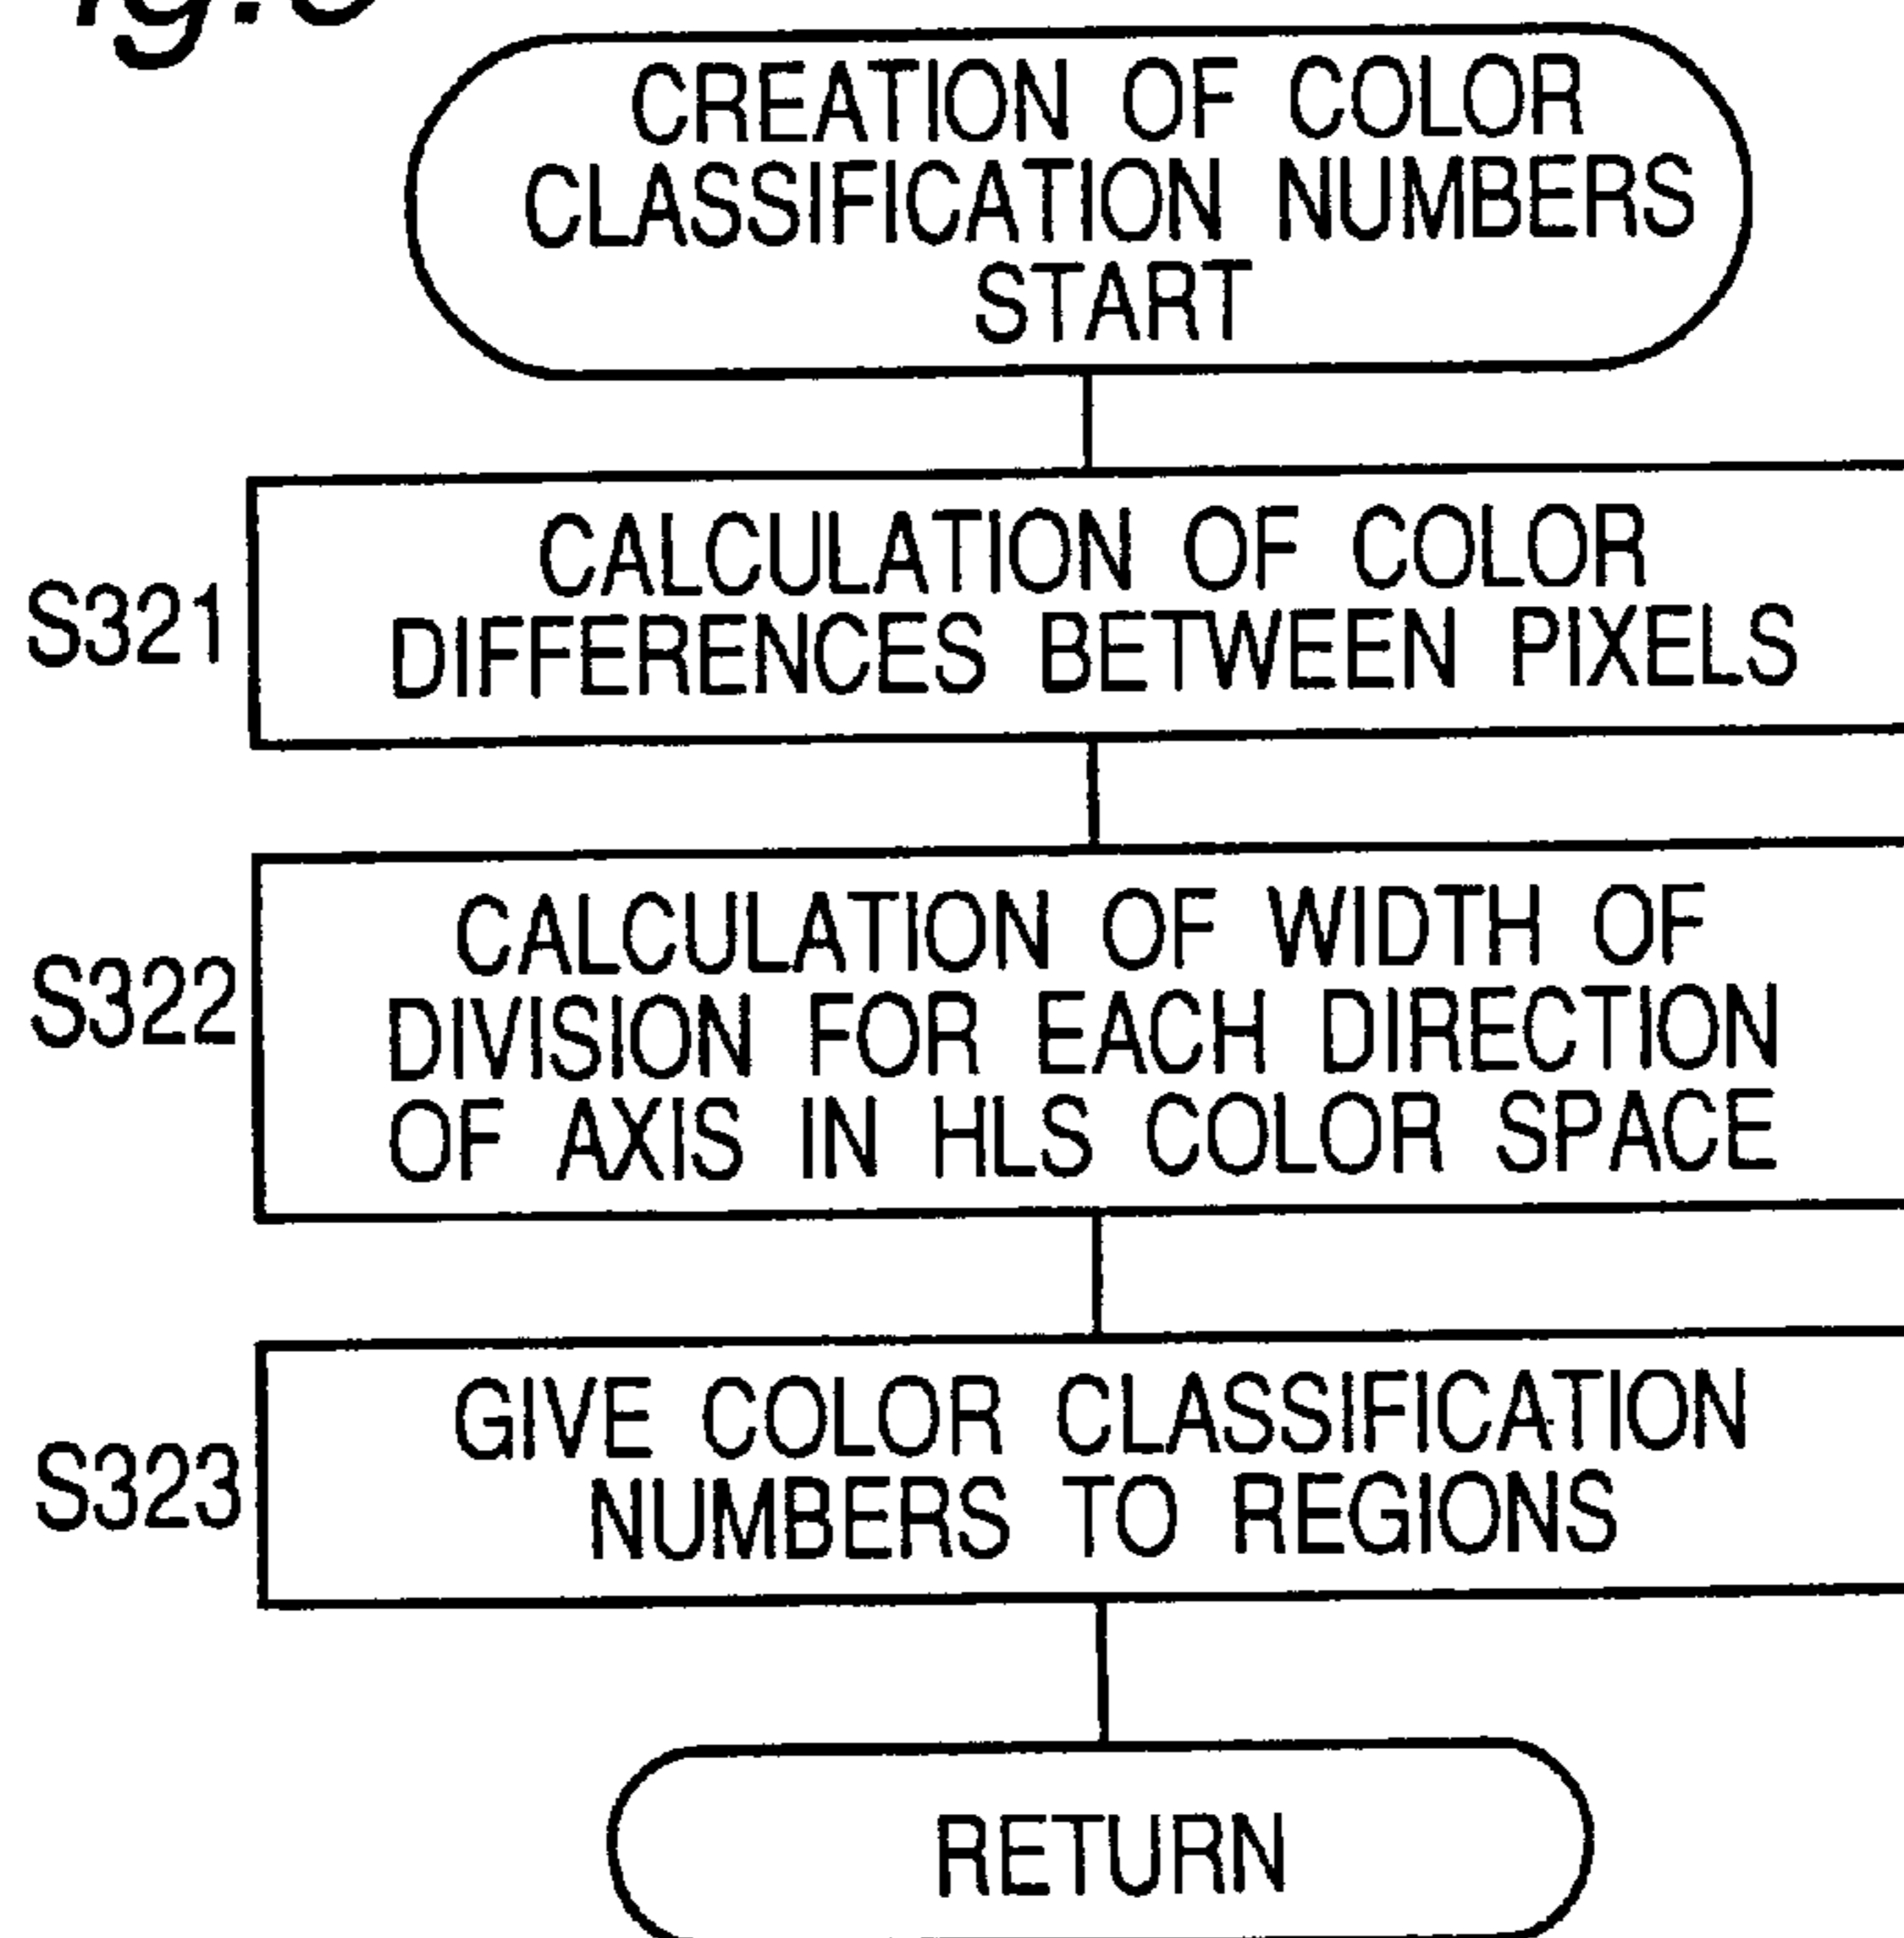 CREATION OF COLOR
CLASSIFICATION NUMBERS
START
S321
CALCULATION OF COLOR
DIFFERENCES BETWEEN PIXELS
S322
CALCULATION OF WIDTH OF
DIVISION FOR EACH DIRECTION
OF AXIS IN HLS COLOR SPACE
S323
GIVE COLOR CLASSIFICATION
NUMBERS TO REGIONS
RETURN